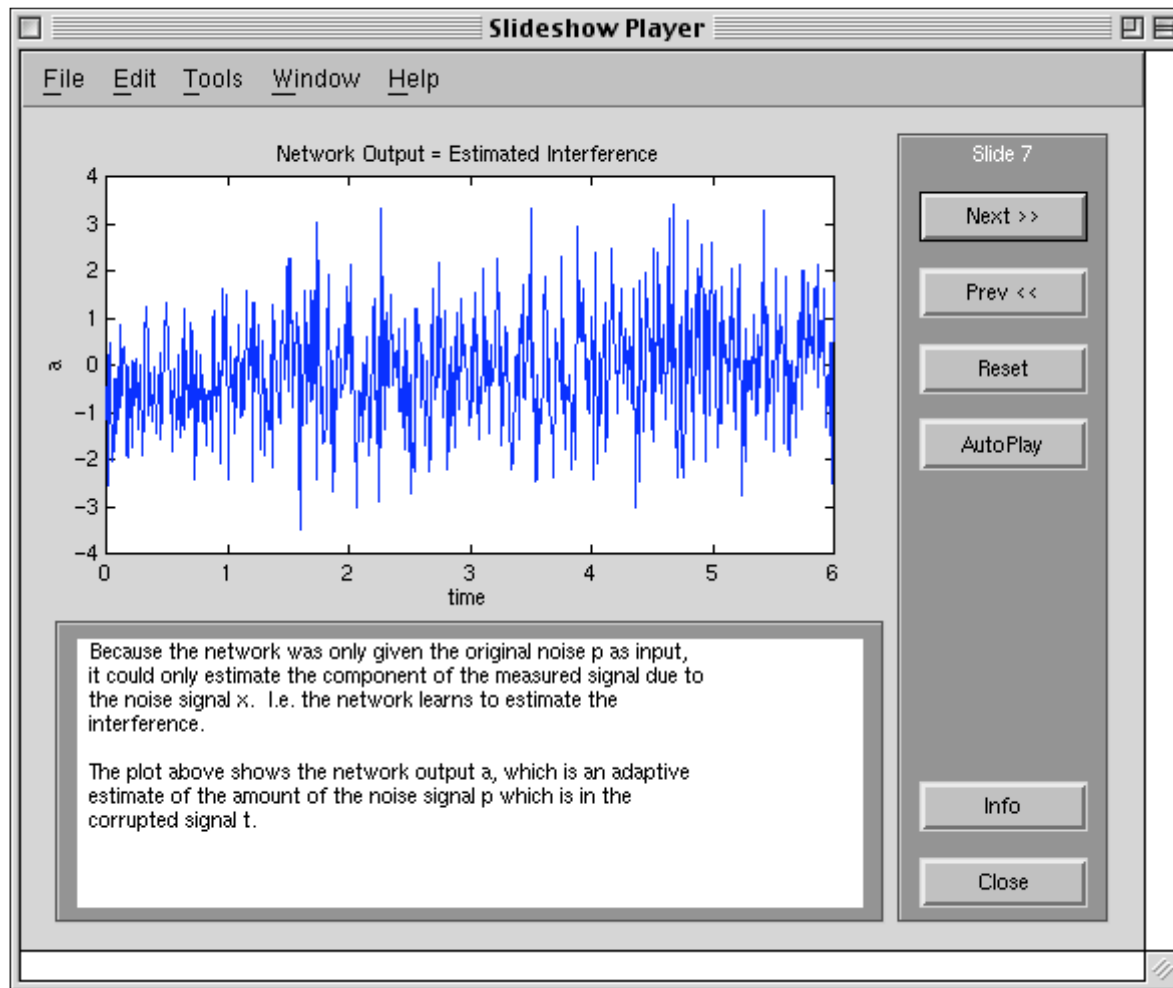 Slideshow Player
File Edit Tools Window Help
Network Output = Estimated Interference
4
3
2
1
0
-1
-2
-3
-4
a
0 1 2 3 4 5 6
time
Slide 7
Next >>
Prev <<
Reset
AutoPlay
Info
Close
Because the network was only given the original noise p as input,
it could only estimate the component of the measured signal due to
the noise signal x.  I.e. the network learns to estimate the
interference.
The plot above shows the network output a, which is an adaptive
estimate of the amount of the noise signal p which is in the
corrupted signal t.